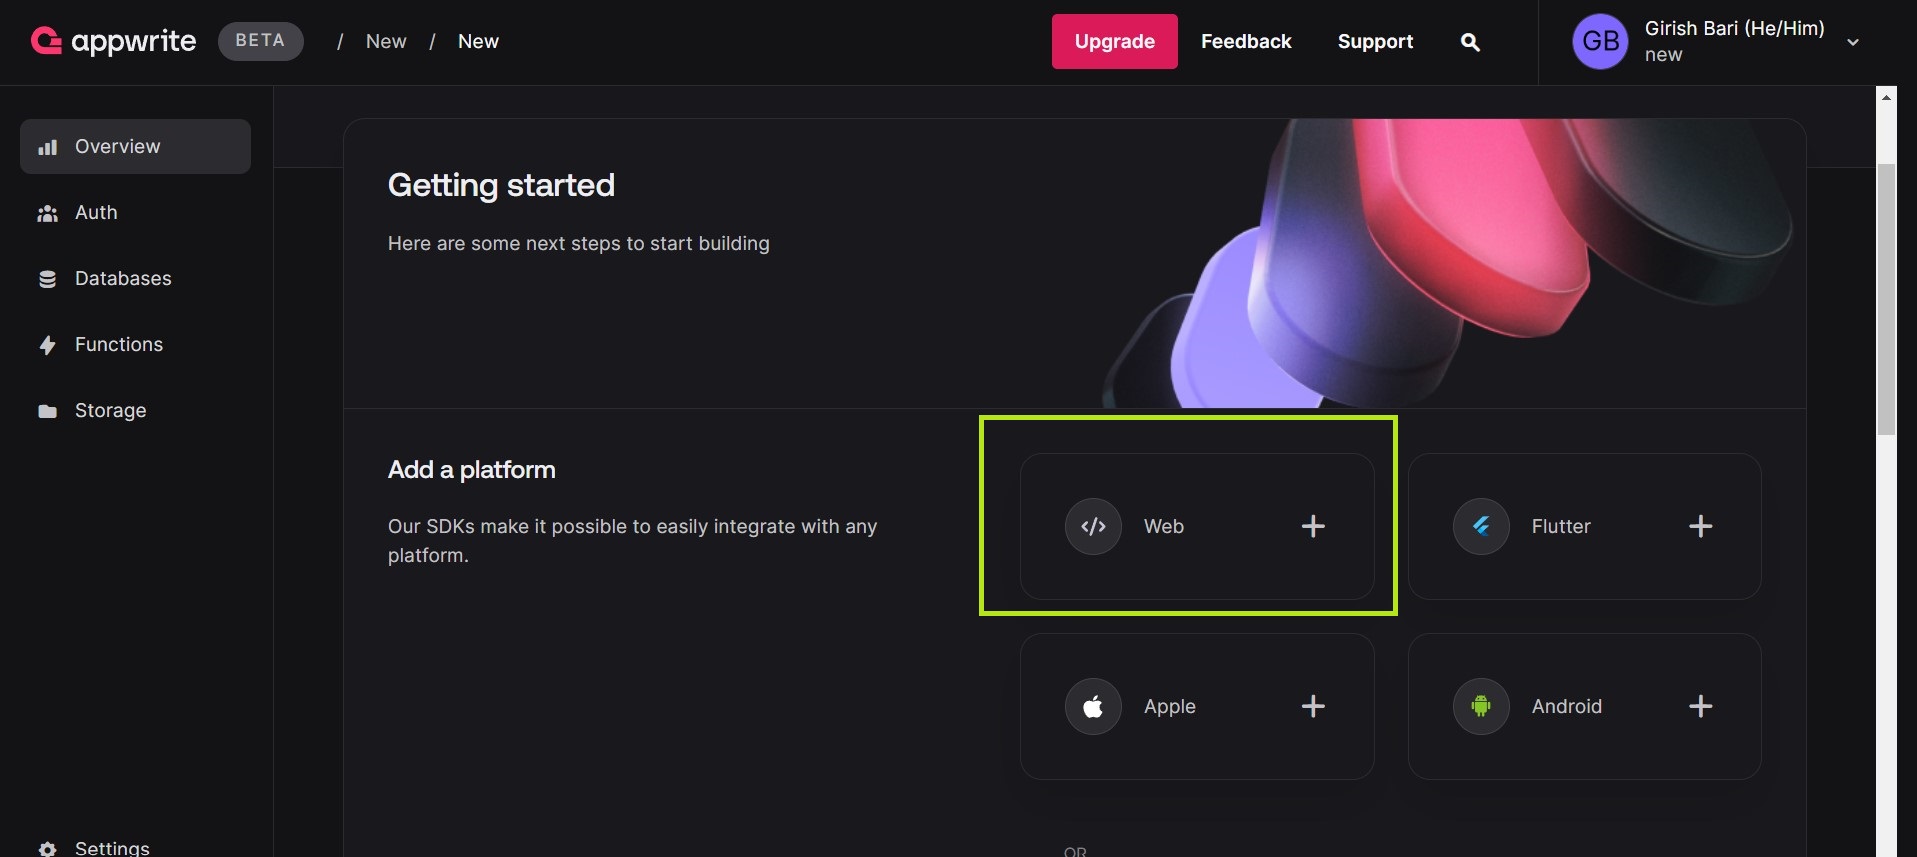 appwrite BETA / New / New Upgrade Feedback Support GB Girish Bari (He/Him)
new
Overview
Auth
Databases
Functions
Storage
Settings
Getting started
Here are some next steps to start building
Add a platform
Our SDKs make it possible to easily integrate with any
platform.
</> Web +
Flutter +
Apple +
Android +
OR